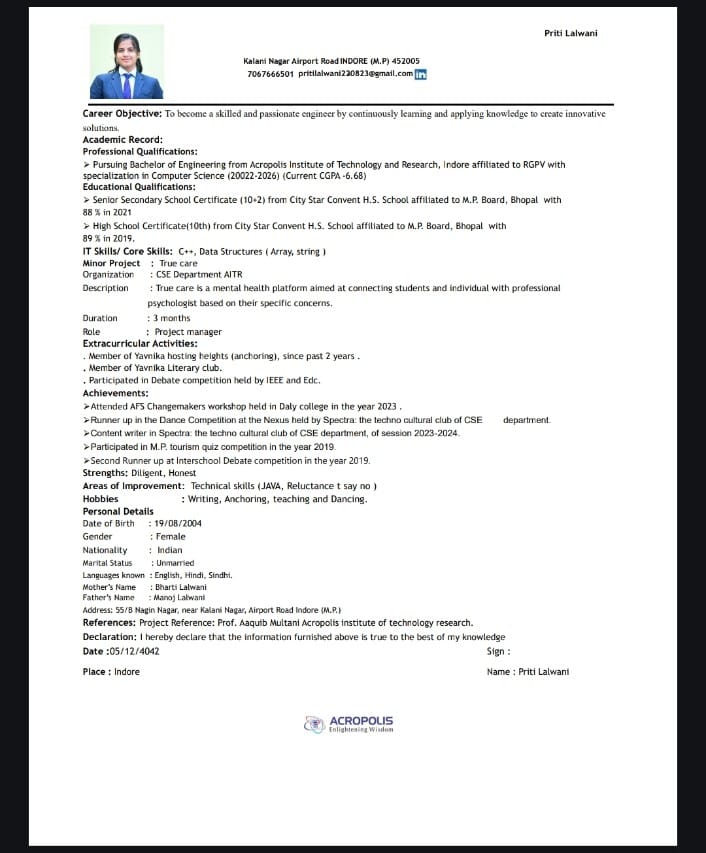 Priti Lalwani
Kalani Nagar Airport Road INDORE (M.P) 452005
7067666501 pritilalwani220823@gmail.com in
Career Objective: To become a skilled and passionate engineer by continuously learning and applying knowledge to create innovative
solutions.
Academic Record:
Professional Qualifications:
➢ Pursuing Bachelor of Engineering from Acropolis Institute of Technology and Research, Indore affiliated to RGPV with
specialization in Computer Science (20022-2026) (Current CGPA -6.68)
Educational Qualifications:
➢ Senior Secondary School Certificate (10+2) from City Star Convent H.S. School affiliated to M.P. Board, Bhopal with
88 % in 2021
➢ High School Certificate(10th) from City Star Convent H.S. School affiliated to M.P. Board, Bhopal with
89 % in 2019.
IT Skills/ Core Skills: C++, Data Structures ( Array, string )
Minor Project : True care
Organization : CSE Department AITR
Description : True care is a mental health platform aimed at connecting students and individual with professional
psychologist based on their specific concerns.
Duration : 3 months
Role : Project manager
Extracurricular Activities:
. Member of Yavnika hosting heights (anchoring), since past 2 years .
. Member of Yavnika Literary club.
. Participated in Debate competition held by IEEE and Edc.
Achievements:
➢Attended AFS Changemakers workshop held in Daly college in the year 2023 .
➢Runner up in the Dance Competition at the Nexus held by Spectra: the techno cultural club of CSE department.
➢Content writer in Spectra: the techno cultural club of CSE department, of session 2023-2024.
➢Participated in M.P. tourism quiz competition in the year 2019.
➢Second Runner up at Interschool Debate competition in the year 2019.
Strengths: Diligent, Honest
Areas of Improvement: Technical skills (JAVA, Reluctance t say no )
Hobbies : Writing, Anchoring, teaching and Dancing.
Personal Details
Date of Birth : 19/08/2004
Gender : Female
Nationality : Indian
Marital Status : Unmarried
Languages known : English, Hindi, Sindhi.
Mother's Name : Bharti Lalwani
Father's Name : Manoj Lalwani
Address: 55/B Nagin Nagar, near Kalani Nagar, Airport Road Indore (M.P.)
References: Project Reference: Prof. Aaquib Multani Acropolis institute of technology research.
Declaration: I hereby declare that the information furnished above is true to the best of my knowledge
Date :05/12/4042 Sign :
Place : Indore Name : Priti Lalwani
ACROPOLIS
Enlightening Wisdom